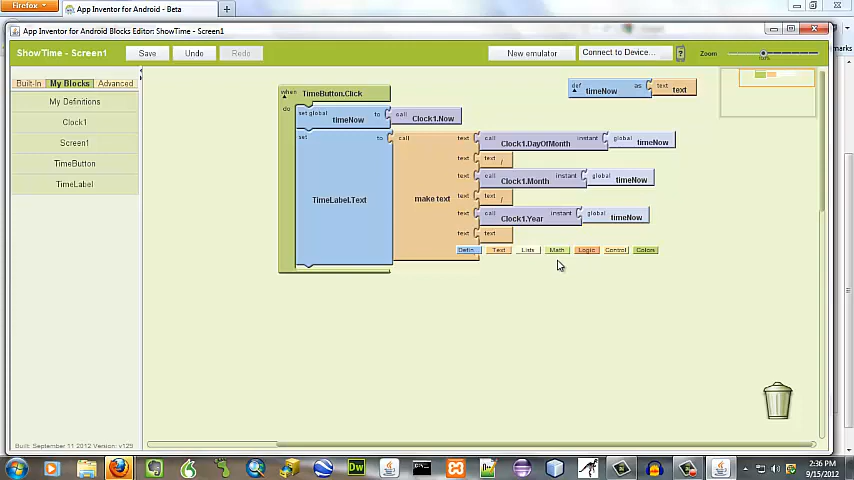 Firefox
App Inventor for Android - Beta
+
App Inventor for Android Blocks Editor: ShowTime - Screen1
ShowTime - Screen1
Save
Undo
Redo
New emulator
Connect to Device...
?
Zoom
Built-In
My Blocks
Advanced
My Definitions
Clock1
Screen1
TimeButton
TimeLabel
when TimeButton.Click
do
set global timeNow to
call Clock1.Now
set TimeLabel.Text to
call make text
text call Clock1.DayOfMonth instant global timeNow
text text /
text call Clock1.Month instant global timeNow
text text /
text call Clock1.Year instant global timeNow
text text
Defin... Text Lists Math Logic Control Colors
def timeNow as text text
Built: September 11 2012 Version: v125
Dw
2:36 PM
9/15/2012